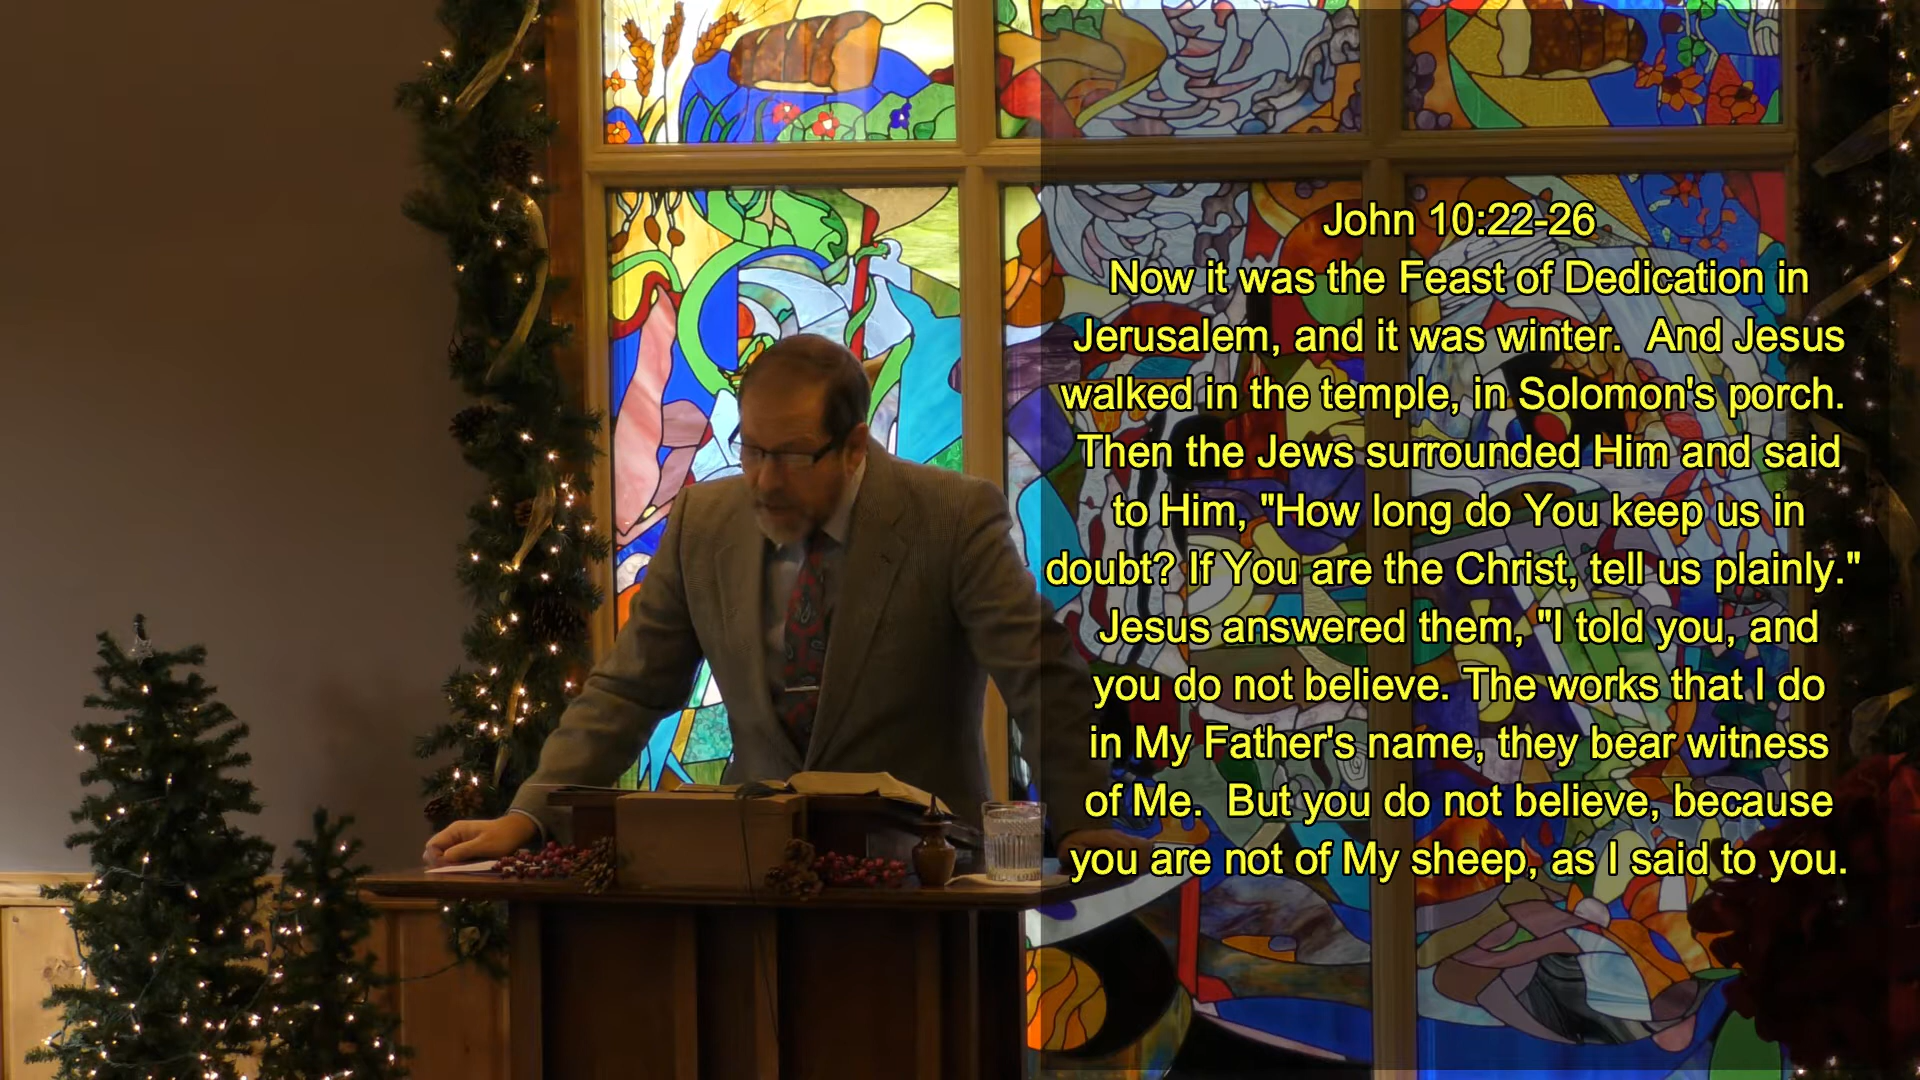 John 10:22-26
Now it was the Feast of Dedication in
Jerusalem, and it was winter.  And Jesus
walked in the temple, in Solomon's porch.
Then the Jews surrounded Him and said
to Him, "How long do You keep us in
doubt? If You are the Christ, tell us plainly."
Jesus answered them, "I told you, and
you do not believe. The works that I do
in My Father's name, they bear witness
of Me.  But you do not believe, because
you are not of My sheep, as I said to you.